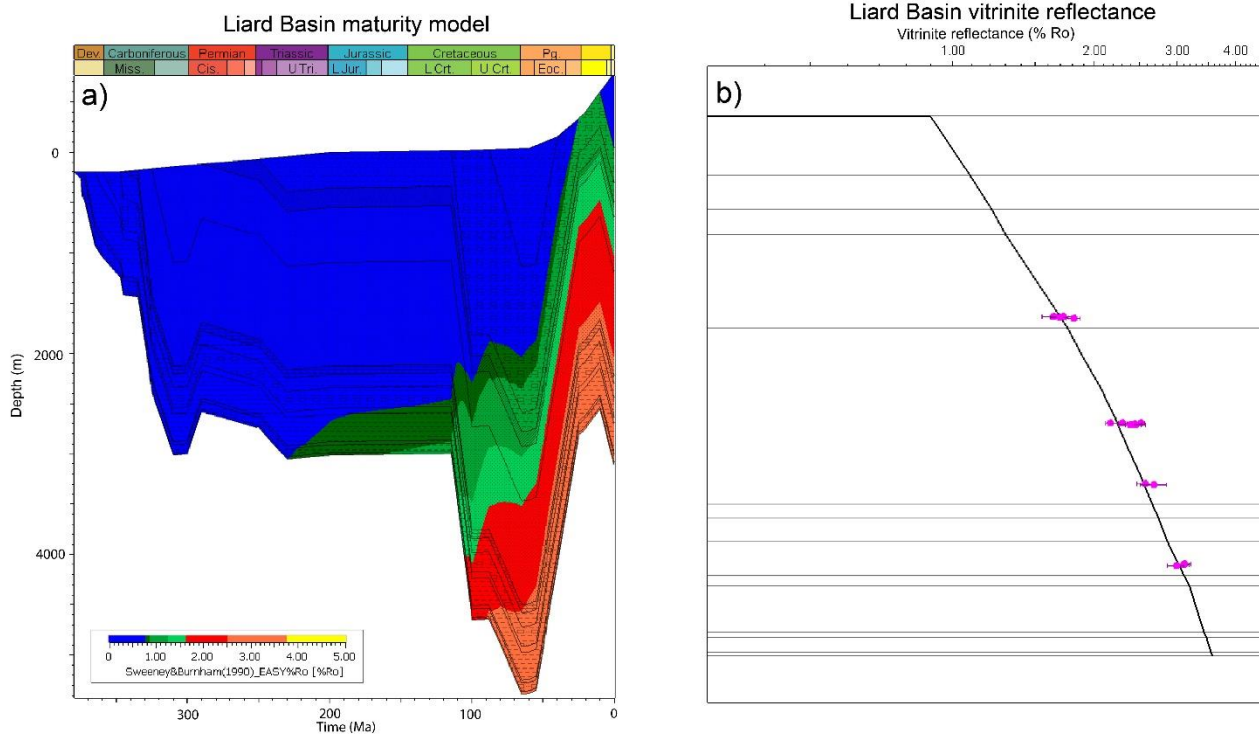 Liard Basin maturity model
Dev Carboniferous Permian Triassic Jurassic Cretaceous Pg.
Miss. Cis. U Tri. L Jur. L Crt. U Crt. Eoc.
a)
0
2000
4000
Depth (m)
0 1.00 2.00 3.00 4.00 5.00
Sweeney&Burnham(1990)_EASY%Ro [%Ro]
300 200 100 0
Time (Ma)
Liard Basin vitrinite reflectance
Vitrinite reflectance (% Ro)
1.00 2.00 3.00 4.00
b)